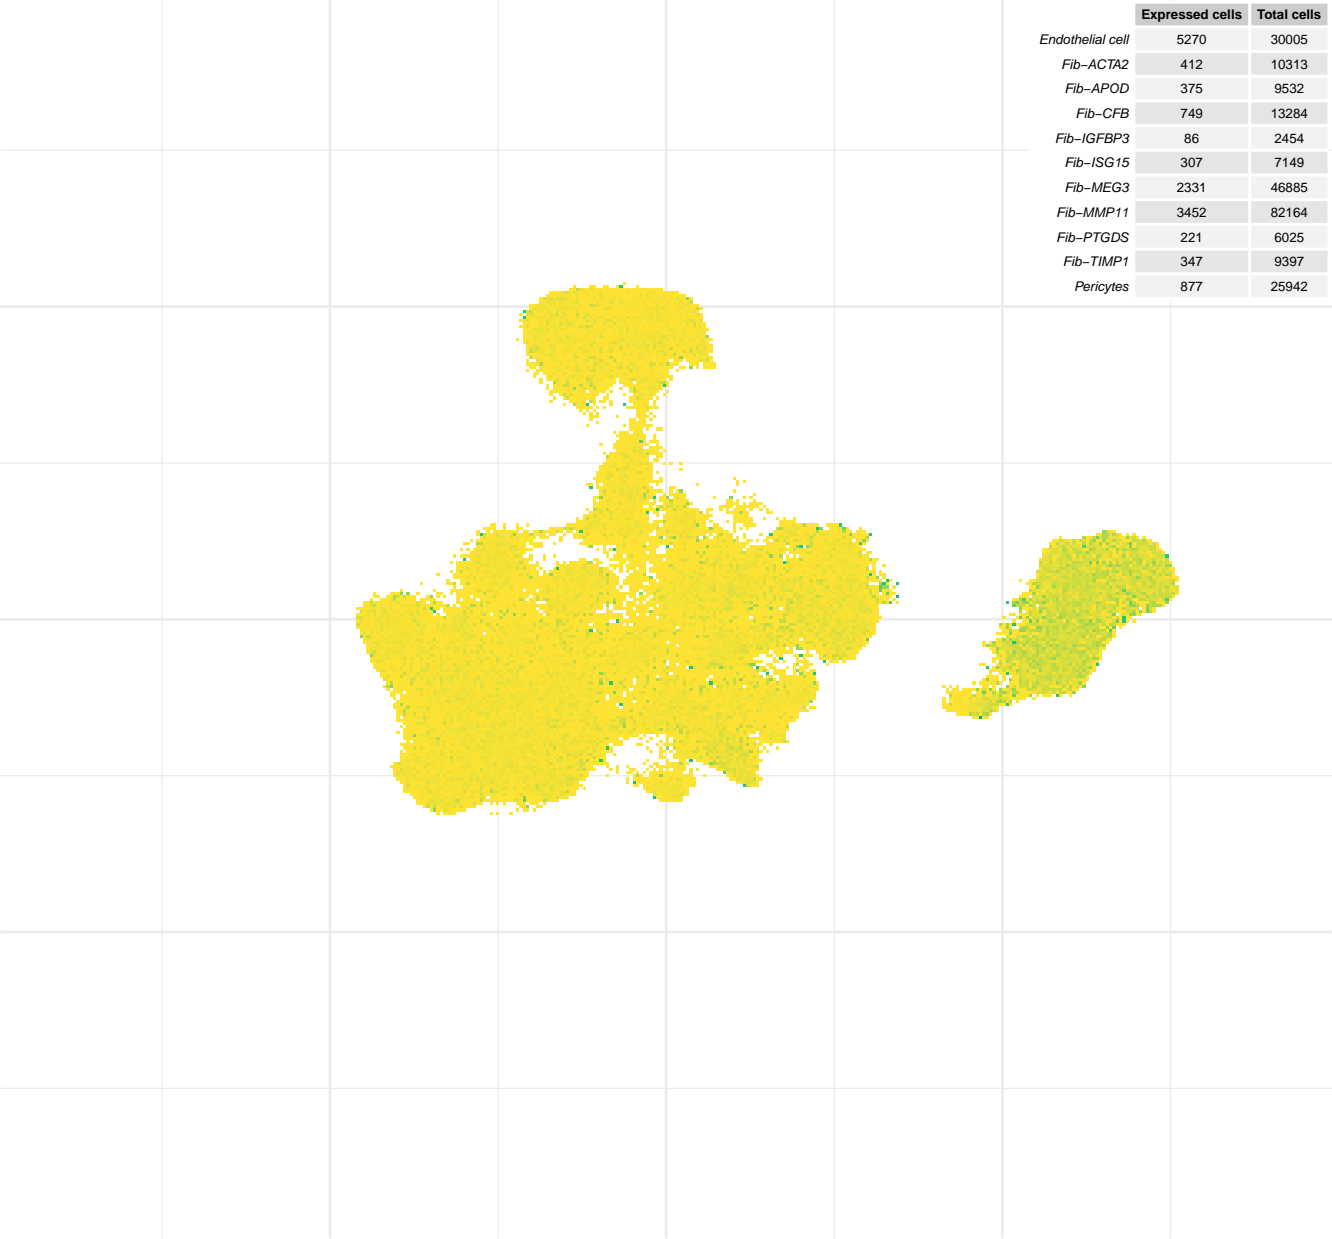 Expressed cells Total cells
Endothelial cell 5270 30005
Fib−ACTA2 412 10313
Fib−APOD 375 9532
Fib−CFB 749 13284
Fib−IGFBP3 86 2454
Fib−ISG15 307 7149
Fib−MEG3 2331 46885
Fib−MMP11 3452 82164
Fib−PTGDS 221 6025
Fib−TIMP1 347 9397
Pericytes 877 25942